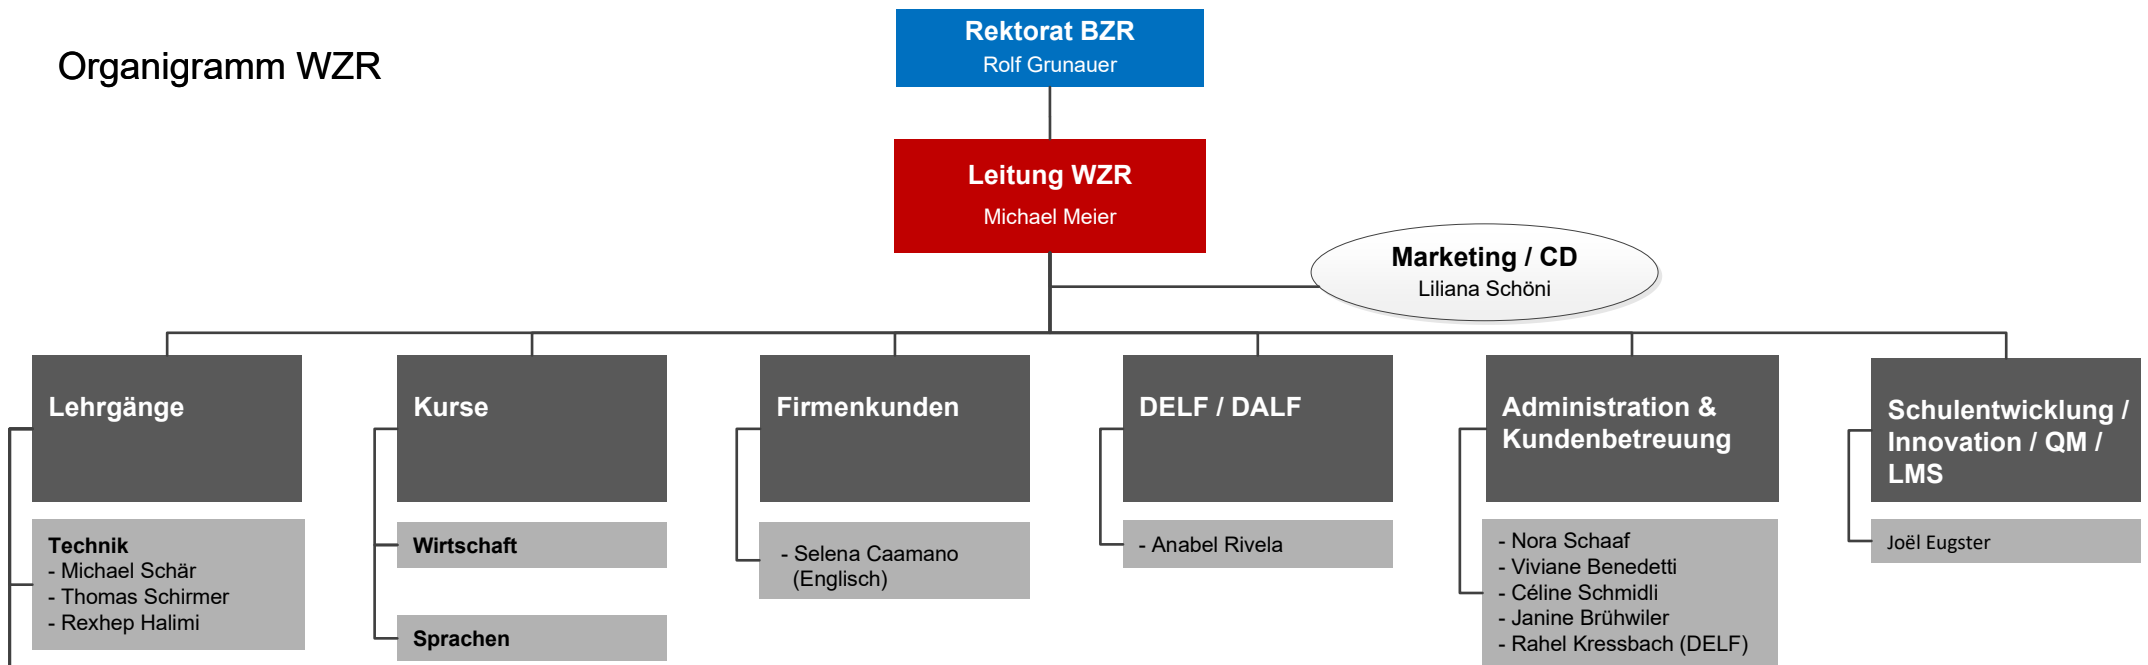 Organigramm WZR
Rektorat BZR
Rolf Grunauer
Leitung WZR
Michael Meier
Marketing / CD
Liliana Schöni
Lehrgänge
Technik
- Michael Schär
- Thomas Schirmer
- Rexhep Halimi
Kurse
Wirtschaft
Sprachen
Firmenkunden
- Selena Caamano
(Englisch)
DELF / DALF
- Anabel Rivela
Administration &
Kundenbetreuung
- Nora Schaaf
- Viviane Benedetti
- Céline Schmidli
- Janine Brühwiler
- Rahel Kressbach (DELF)
Schulentwicklung /
Innovation / QM /
LMS
Joël Eugster